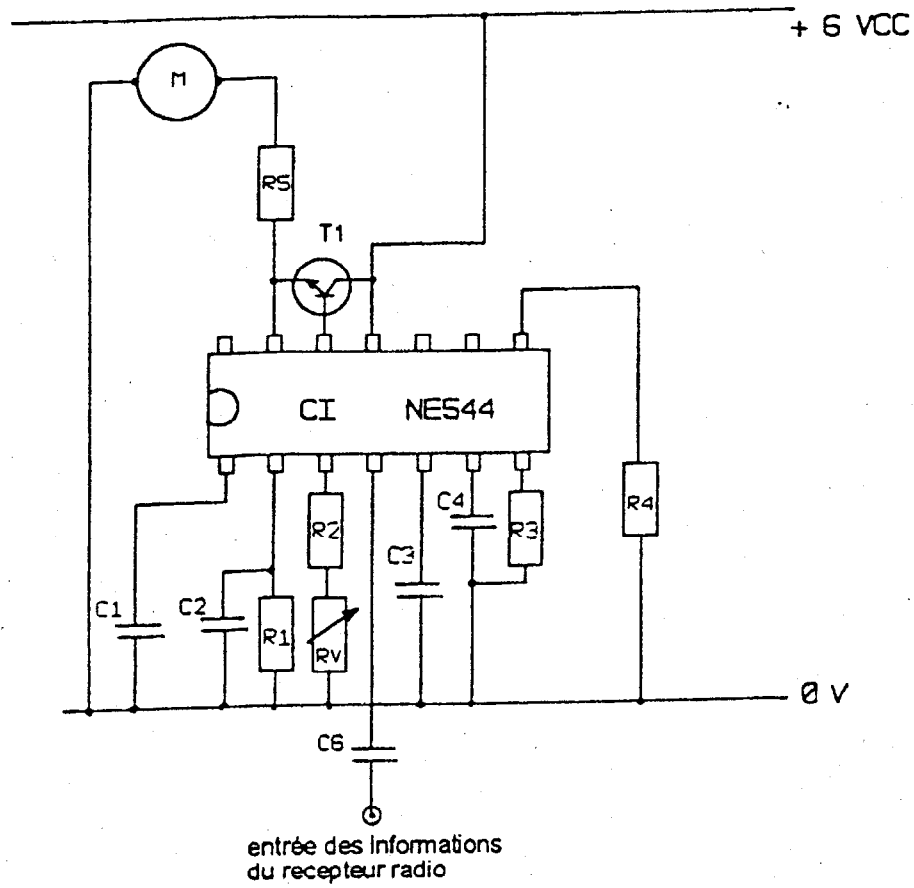 + 6 VCC
M
R5
T1
CI NE544
C4
R4
R2
R3
C3
C1
C2
R1
RV
0 V
C6
entrée des Informations
du recepteur radio